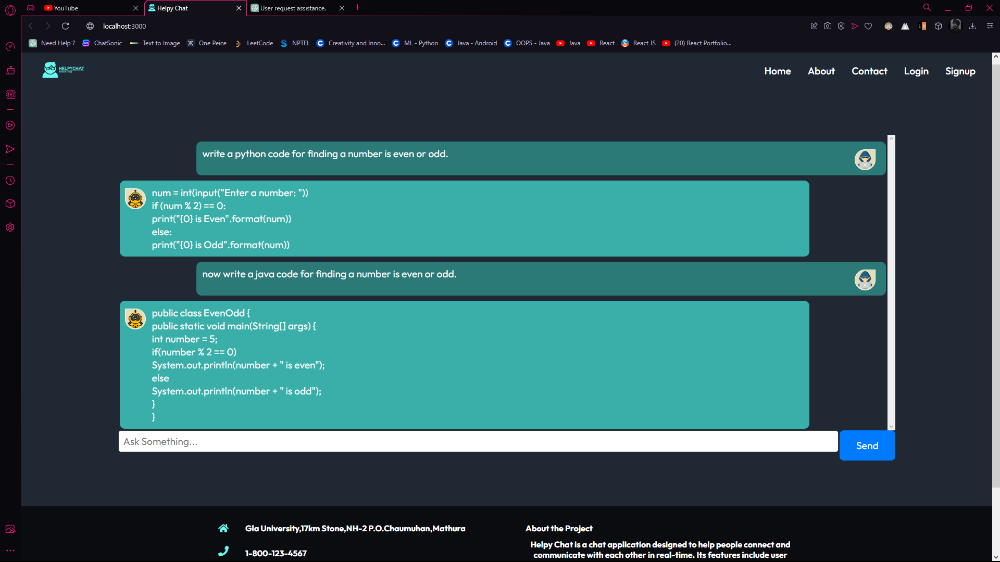 YouTube
Helpy Chat
User request assistance.
localhost:3000
Need Help ?
ChatSonic
Text to Image
One Peice
LeetCode
NPTEL
Creativity and Inno...
ML - Python
Java - Android
OOPS - Java
Java
React
React JS
(20) React Portfolio...
HELPYCHAT
Home
About
Contact
Login
Signup
write a python code for finding a number is even or odd.
num = int(input("Enter a number: "))
if (num % 2) == 0:
print("{0} is Even".format(num))
else:
print("{0} is Odd".format(num))
now write a java code for finding a number is even or odd.
public class EvenOdd {
public static void main(String[] args) {
int number = 5;
if(number % 2 == 0)
System.out.println(number + " is even");
else
System.out.println(number + " is odd");
}
}
Ask Something...
Send
Gla University,17km Stone,NH-2 P.O.Chaumuhan,Mathura
1-800-123-4567
About the Project
Helpy Chat is a chat application designed to help people connect and
communicate with each other in real-time. Its features include user